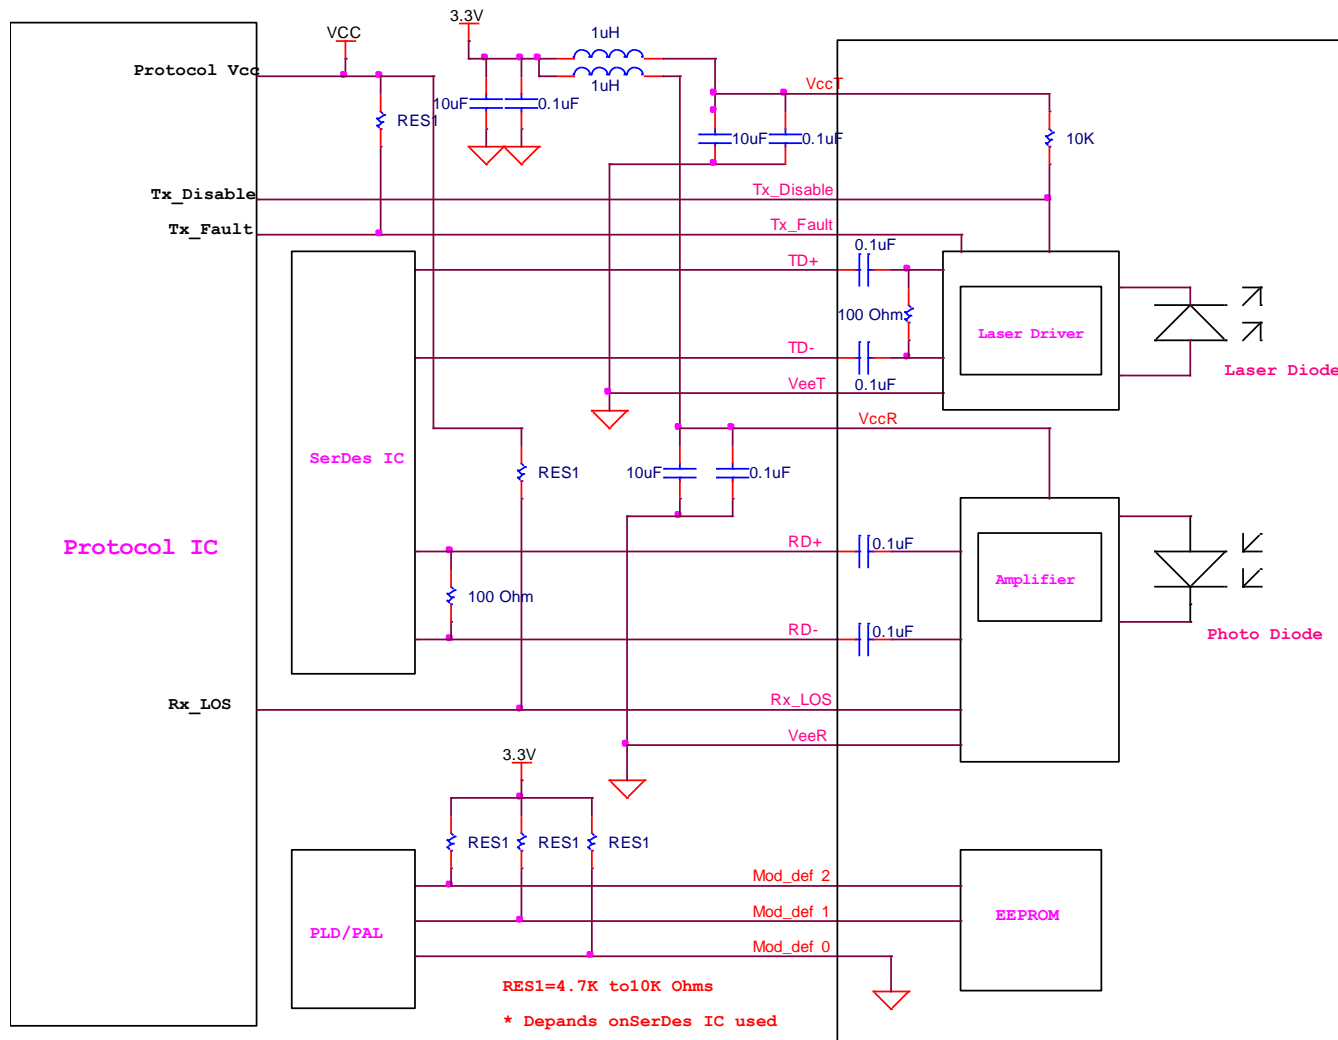 3.3V
VCC
1uH
Protocol Vcc
1uH
VccT
10uF
0.1uF
RES1
10uF
0.1uF
10K
Tx_Disable
Tx_Disable
Tx_Fault
Tx_Fault
0.1uF
TD+
100 Ohm
Laser Driver
TD-
Laser Diode
VeeT
0.1uF
VccR
SerDes IC
RES1
10uF
0.1uF
Protocol IC
RD+
0.1uF
Amplifier
100 Ohm
RD-
0.1uF
Photo Diode
Rx_LOS
Rx_LOS
VeeR
3.3V
RES1
RES1
RES1
Mod_def 2
Mod_def 1
EEPROM
PLD/PAL
Mod_def 0
RES1=4.7K to10K Ohms
* Depands onSerDes IC used